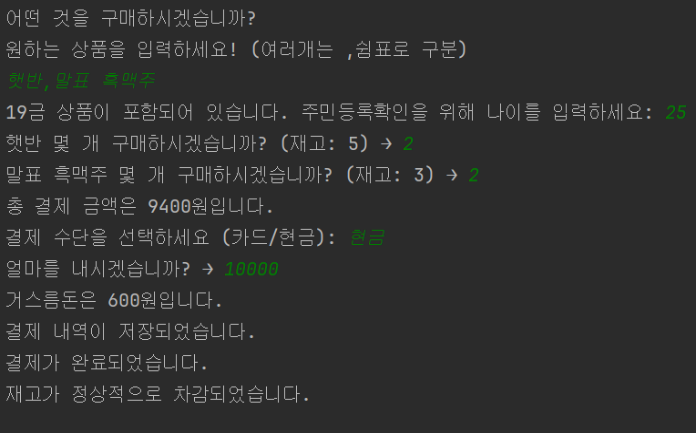 어떤 것을 구매하시겠습니까?
원하는 상품을 입력하세요! (여러개는 ,쉼표로 구분)
햇반,말표 흑맥주
19금 상품이 포함되어 있습니다. 주민등록확인을 위해 나이를 입력하세요: 25
햇반 몇 개 구매하시겠습니까? (재고: 5) → 2
말표 흑맥주 몇 개 구매하시겠습니까? (재고: 3) → 2
총 결제 금액은 9400원입니다.
결제 수단을 선택하세요 (카드/현금): 현금
얼마를 내시겠습니까? → 10000
거스름돈은 600원입니다.
결제 내역이 저장되었습니다.
결제가 완료되었습니다.
재고가 정상적으로 차감되었습니다.